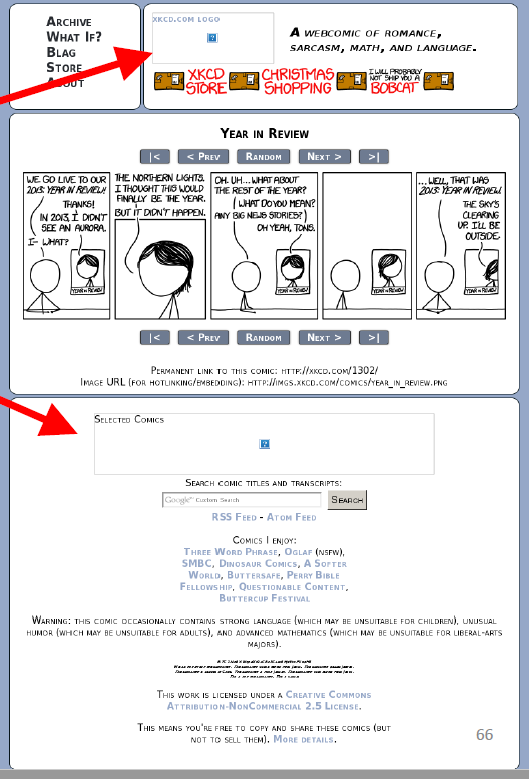 Archive
What If?
Blag
Store
About
xkcd.com logo
A webcomic of romance,
sarcasm, math, and language.
XKCD STORE
CHRISTMAS SHOPPING
I WILL PROBABLY NOT SHIP YOU A BOBCAT
Year in Review
|< < Prev Random Next > >|
WE GO LIVE TO OUR
2013: YEAR IN REVIEW!
THANKS!
IN 2013, I DIDN'T
SEE AN AURORA.
I- WHAT?
YEAR IN REVIEW
THE NORTHERN LIGHTS.
I THOUGHT THIS WOULD
FINALLY BE THE YEAR.
BUT IT DIDN'T HAPPEN.
OH. UH...WHAT ABOUT
THE REST OF THE YEAR?
WHAT DO YOU MEAN?
ANY BIG NEWS STORIES?
OH YEAH, TONS.
YEAR IN REVIEW
YEAR IN REVIEW
...WELL, THAT WAS
2013: YEAR IN REVIEW.
THE SKY'S
CLEARING
UP. I'LL BE
OUTSIDE.
YEAR IN REVIEW
|< < Prev Random Next > >|
Permanent link to this comic: http://xkcd.com/1302/
Image URL (for hotlinking/embedding): http://imgs.xkcd.com/comics/year_in_review.png
Selected Comics
Search comic titles and transcripts:
Google™ Custom Search Search
RSS Feed - Atom Feed
Comics I enjoy:
Three Word Phrase, Oglaf (nsfw),
SMBC, Dinosaur Comics, A Softer
World, Buttersafe, Perry Bible
Fellowship, Questionable Content,
Buttercup Festival
Warning: this comic occasionally contains strong language (which may be unsuitable for children), unusual
humor (which may be unsuitable for adults), and advanced mathematics (which may be unsuitable for liberal-arts
majors).
This work is licensed under a Creative Commons
Attribution-NonCommercial 2.5 License.
This means you're free to copy and share these comics (but
not to sell them). More details.
66